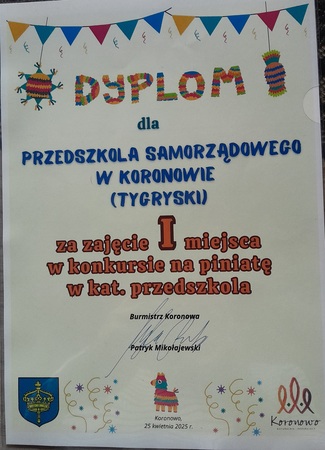 DYPLOM
dla
PRZEDSZKOLA SAMORZĄDOWEGO
W KORONOWIE
(TYGRYSKI)
za zajęcie I miejsca
w konkursie na piniatę
w kat. przedszkola
Burmistrz Koronowa
Patryk Mikołajewski
Koronowo,
25 kwietnia 2025 r.
Koronowo